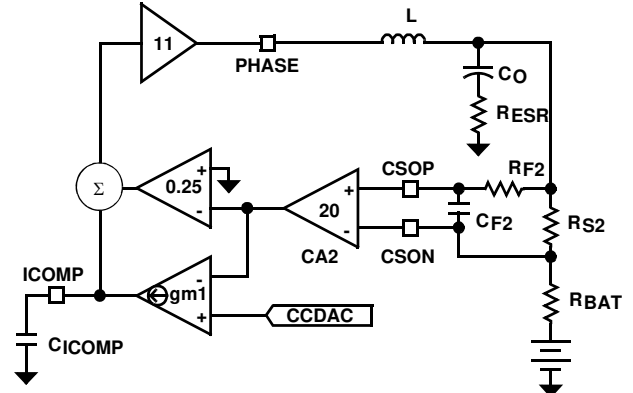 L
11
PHASE
CO
RESR
CSOP
RF2
Σ
+
0.25
-
+
20
-
CF2
RS2
CA2
CSON
ICOMP
-
gm1
+
CCDAC
RBAT
CICOMP